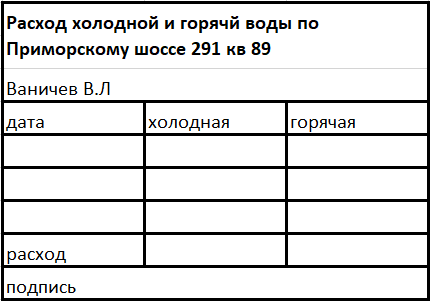 Расход холодной и горячй воды по
Приморскому шоссе 291 кв 89
Ваничев В.Л
дата холодная горячая
расход
подпись